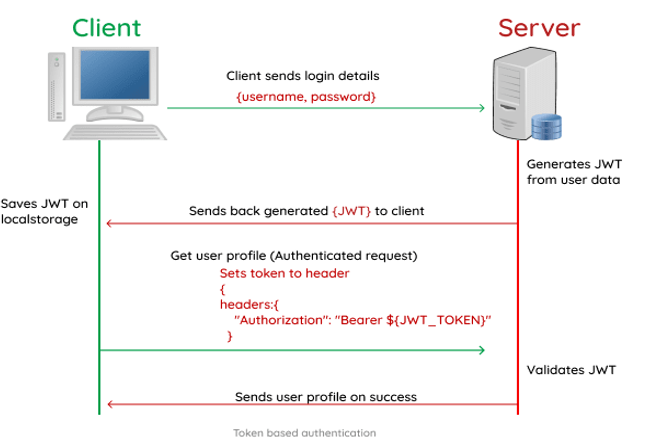 Client
Server
Client sends login details
{username, password}
Generates JWT
from user data
Saves JWT on
localstorage
Sends back generated {JWT} to client
Get user profile (Authenticated request)
Sets token to header
{
headers:{
"Authorization": "Bearer ${JWT_TOKEN}"
}
Validates JWT
Sends user profile on success
Token based authentication